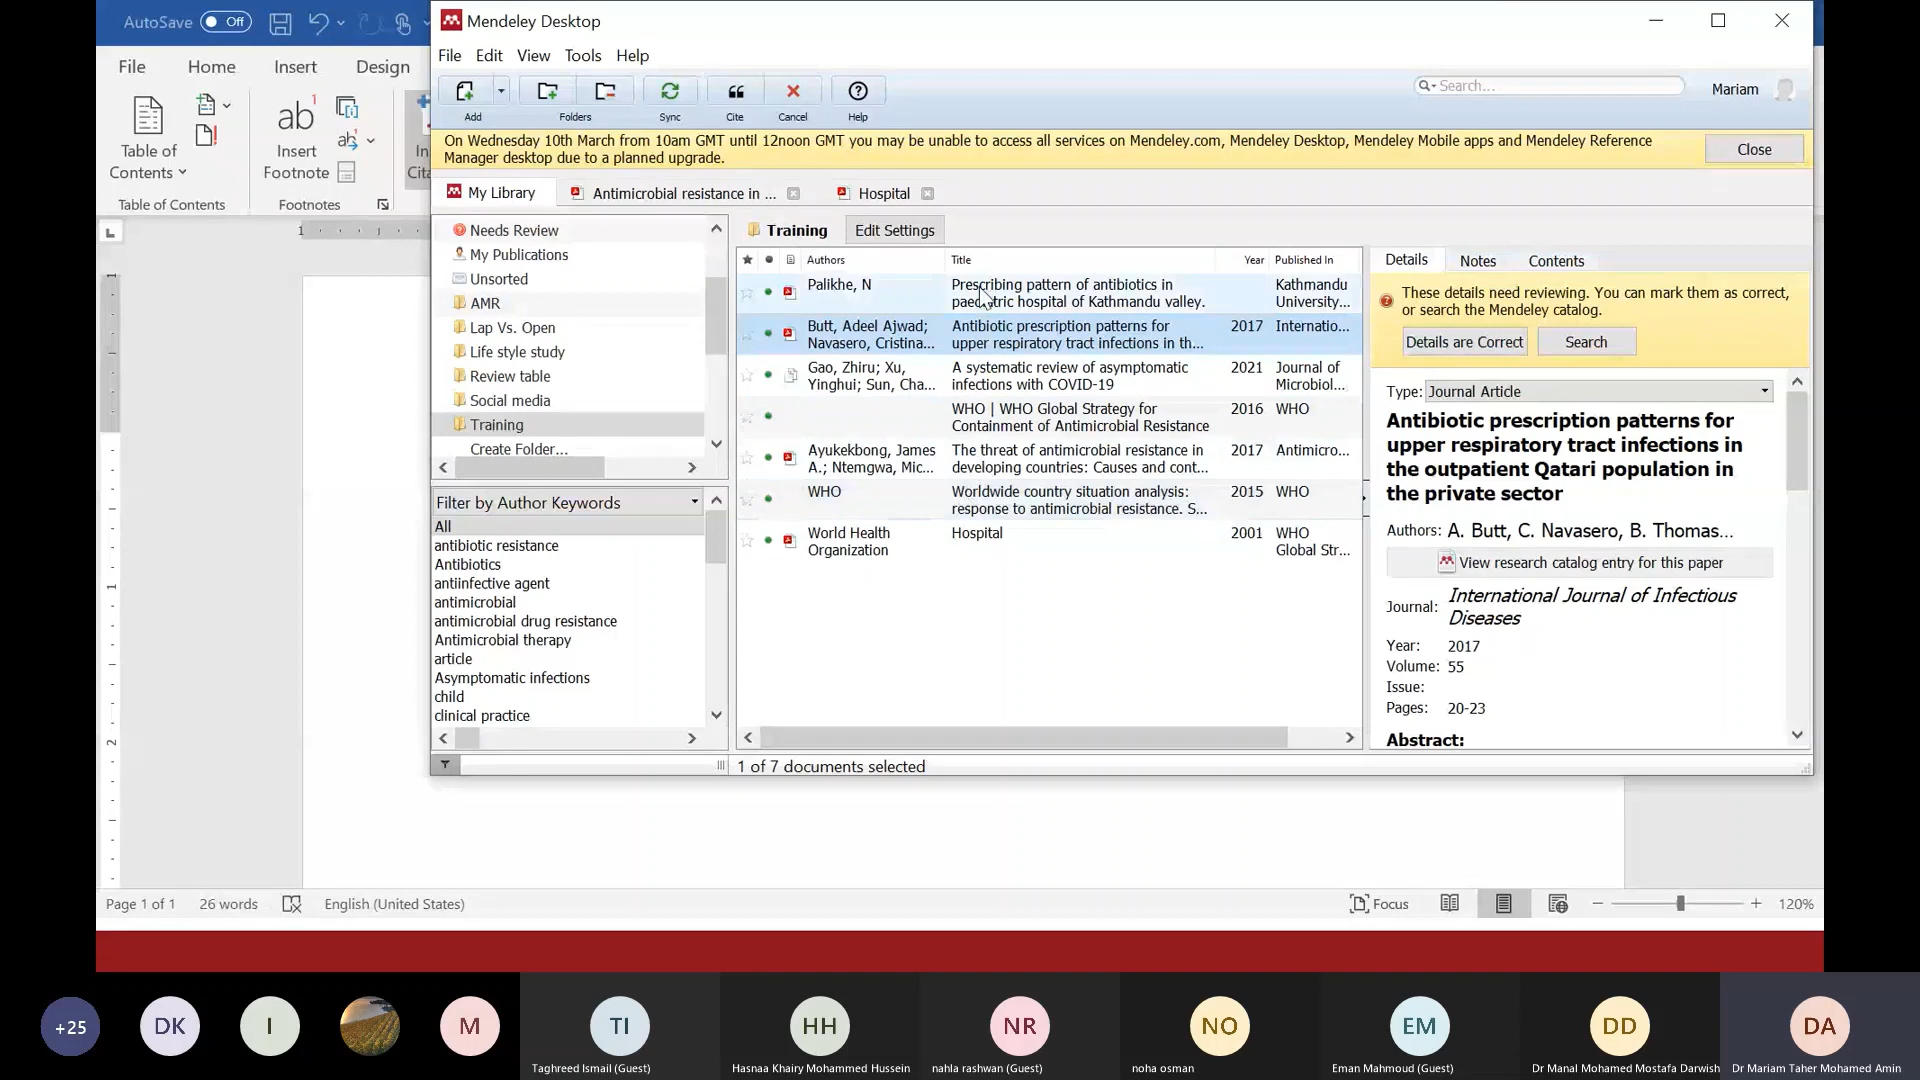 AutoSave Off
Mendeley Desktop
File Home Insert Design
File Edit View Tools Help
Search...
Mariam
Add Folders Sync Cite Cancel Help
Table of
Contents
ab
Insert
Footnote
ab
In
Cita
Table of Contents Footnotes
On Wednesday 10th March from 10am GMT until 12noon GMT you may be unable to access all services on Mendeley.com, Mendeley Desktop, Mendeley Mobile apps and Mendeley Reference
Manager desktop due to a planned upgrade.
Close
My Library Antimicrobial resistance in ... Hospital
Needs Review
My Publications
Unsorted
AMR
Lap Vs. Open
Life style study
Review table
Social media
Training
Create Folder...
Filter by Author Keywords
All
antibiotic resistance
Antibiotics
antiinfective agent
antimicrobial
antimicrobial drug resistance
Antimicrobial therapy
article
Asymptomatic infections
child
clinical practice
Training Edit Settings
Authors Title Year Published In
Palikhe, N Prescribing pattern of antibiotics in Kathmandu
paediatric hospital of Kathmandu valley. University...
Butt, Adeel Ajwad; Antibiotic prescription patterns for 2017 Internatio...
Navasero, Cristina... upper respiratory tract infections in th...
Gao, Zhiru; Xu, A systematic review of asymptomatic 2021 Journal of
Yinghui; Sun, Cha... infections with COVID-19 Microbiol...
WHO | WHO Global Strategy for 2016 WHO
Containment of Antimicrobial Resistance
Ayukekbong, James The threat of antimicrobial resistance in 2017 Antimicro...
A.; Ntemgwa, Mic... developing countries: Causes and cont...
WHO Worldwide country situation analysis: 2015 WHO
response to antimicrobial resistance. S...
World Health Hospital 2001 WHO
Organization Global Str...
1 of 7 documents selected
Details Notes Contents
These details need reviewing. You can mark them as correct,
or search the Mendeley catalog.
Details are Correct Search
Type: Journal Article
Antibiotic prescription patterns for
upper respiratory tract infections in
the outpatient Qatari population in
the private sector
Authors: A. Butt, C. Navasero, B. Thomas...
View research catalog entry for this paper
Journal: International Journal of Infectious
Diseases
Year: 2017
Volume: 55
Issue:
Pages: 20-23
Abstract:
1
1
1
2
Page 1 of 1 26 words English (United States) Focus 120%
+25 DK I M TI HH NR NO EM DD DA
Taghreed Ismail (Guest) Hasnaa Khairy Mohammed Hussein nahla rashwan (Guest) noha osman Eman Mahmoud (Guest) Dr Manal Mohamed Mostafa Darwish Dr Mariam Taher Mohamed Amin